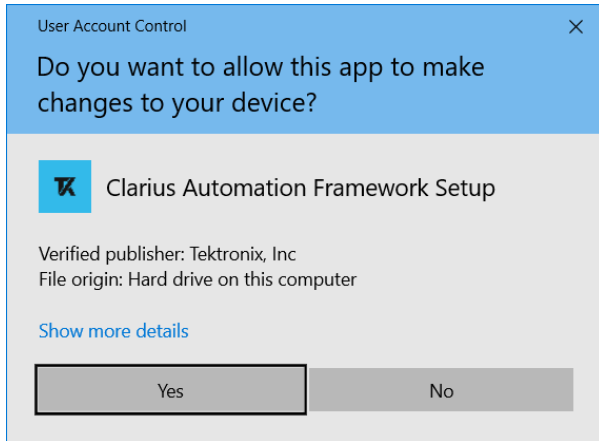 User Account Control
Do you want to allow this app to make
changes to your device?
TK Clarius Automation Framework Setup
Verified publisher: Tektronix, Inc
File origin: Hard drive on this computer
Show more details
Yes No